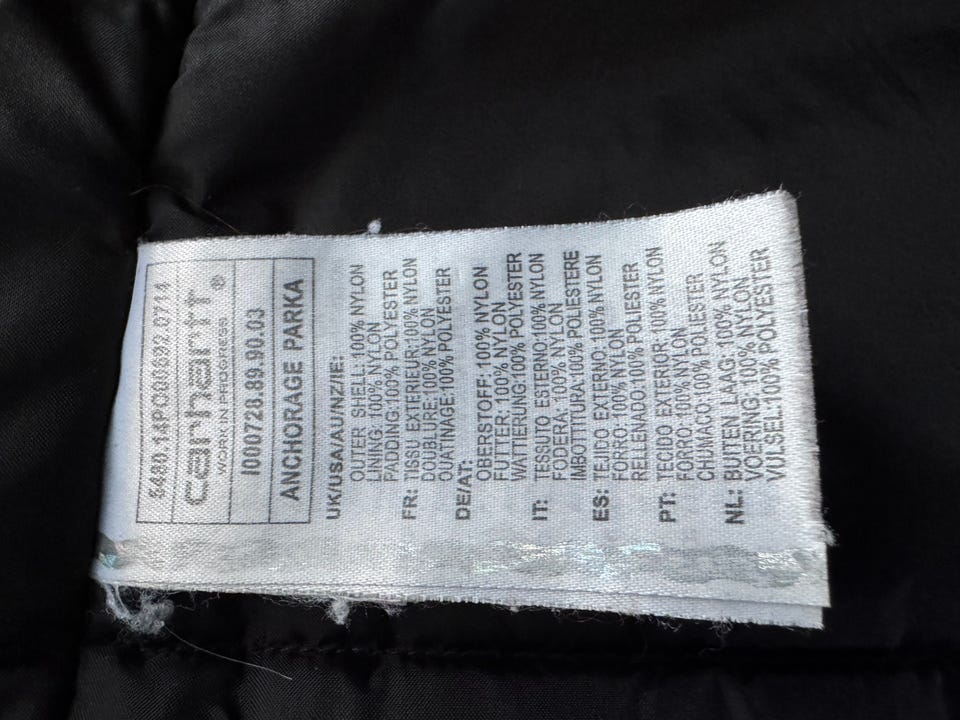 carhartt®
WORK IN PROGRESS
I000728.89.90.03
ANCHORAGE PARKA
UK/USA/AU/NZ/IE:
OUTER SHELL: 100% NYLON
LINING: 100% NYLON
PADDING: 100% POLYESTER
FR: TISSU EXTERIEUR:100% NYLON
DOUBLURE:100% NYLON
QUATINAGE:100% POLYESTER
DE/AT:
OBERSTOFF: 100% NYLON
FUTTER: 100% NYLON
WATTIERUNG:100% POLYESTER
IT: TESSUTO ESTERNO:100% NYLON
FODERA: 100% NYLON
IMBOTTITURA:100% POLIESTERE
ES: TEJIDO EXTERNO: 100% NYLON
FORRO: 100% NYLON
RELLENADO:100% POLIESTER
PT: TECIDO EXTERIOR 100% NYLON
FORRO: 100% NYLON
CHUMACO:100% POLIESTER
NL: BUITEN LAAG: 100% NYLON
VOERING:100% NYLON
VULSEL:100% POLYESTER